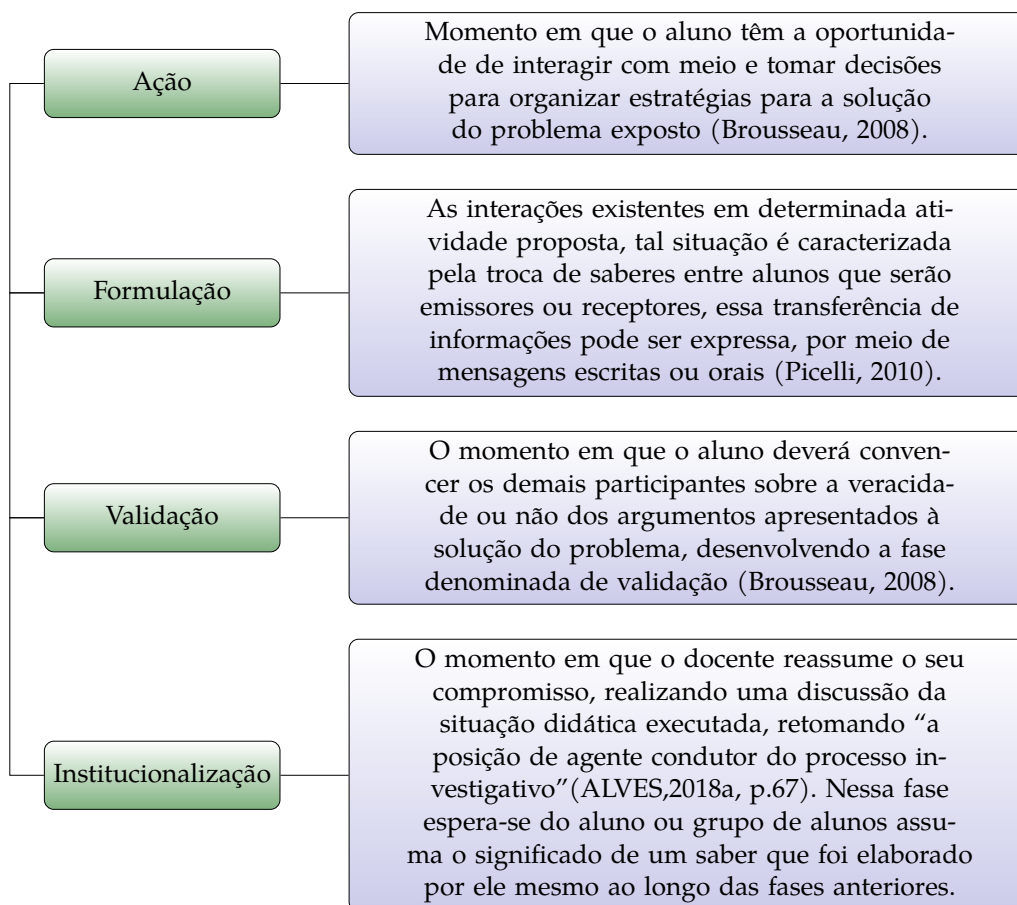 Ação
Momento em que o aluno têm a oportunida-
de de interagir com meio e tomar decisões
para organizar estratégias para a solução
do problema exposto (Brousseau, 2008).
Formulação
As interações existentes em determinada ati-
vidade proposta, tal situação é caracterizada
pela troca de saberes entre alunos que serão
emissores ou receptores, essa transferência de
informações pode ser expressa, por meio de
mensagens escritas ou orais (Picelli, 2010).
Validação
O momento em que o aluno deverá conven-
cer os demais participantes sobre a veracida-
de ou não dos argumentos apresentados à
solução do problema, desenvolvendo a fase
denominada de validação (Brousseau, 2008).
Institucionalização
O momento em que o docente reassume o seu
compromisso, realizando uma discussão da
situação didática executada, retomando “a
posição de agente condutor do processo in-
vestigativo”(ALVES,2018a, p.67). Nessa fase
espera-se do aluno ou grupo de alunos assu-
ma o significado de um saber que foi elaborado
por ele mesmo ao longo das fases anteriores.